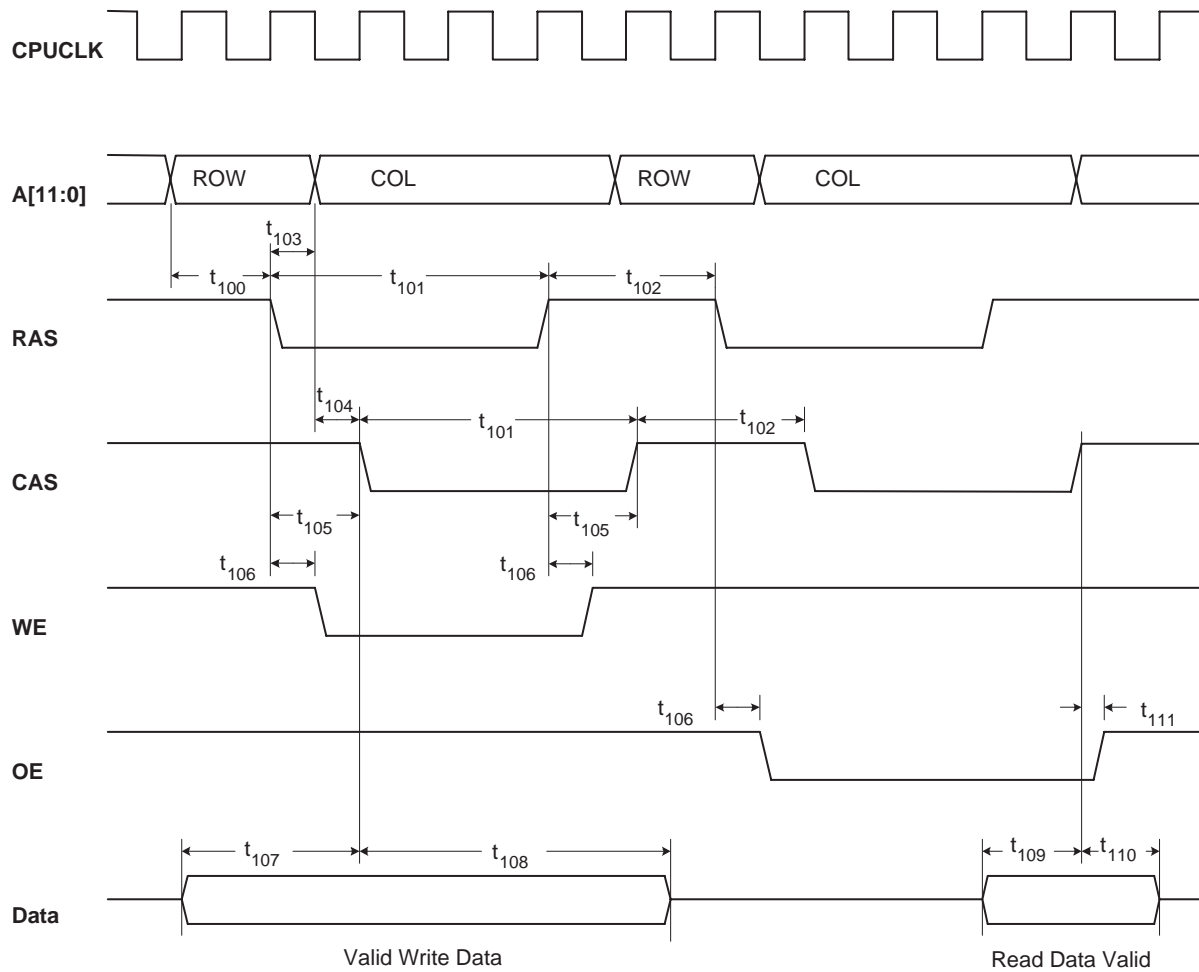 CPUCLK
A[11:0]
ROW
COL
ROW
COL
t103
t100
t101
t102
RAS
t104
t101
t102
CAS
t105
t105
t106
t106
WE
t106
t111
OE
t107
t108
t109
t110
Data
Valid Write Data
Read Data Valid